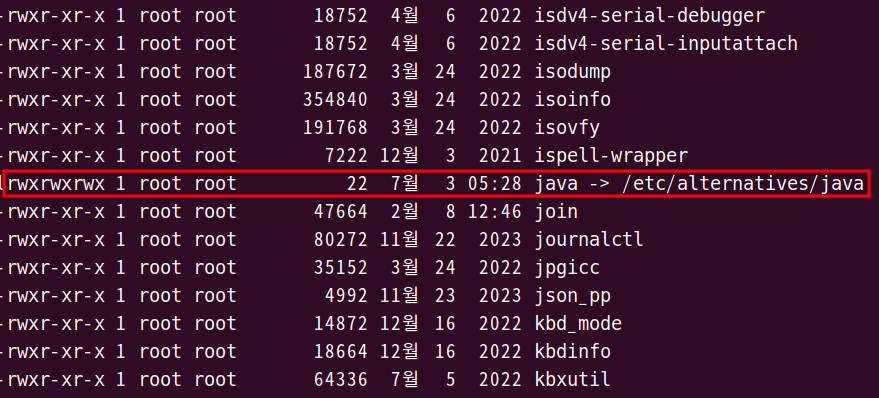 -rwxr-xr-x 1 root root 18752 4월 6 2022 isdv4-serial-debugger
-rwxr-xr-x 1 root root 18752 4월 6 2022 isdv4-serial-inputattach
-rwxr-xr-x 1 root root 187672 3월 24 2022 isodump
-rwxr-xr-x 1 root root 354840 3월 24 2022 isoinfo
-rwxr-xr-x 1 root root 191768 3월 24 2022 isovfy
-rwxr-xr-x 1 root root 7222 12월 3 2021 ispell-wrapper
lrwxrwxrwx 1 root root 22 7월 3 05:28 java -> /etc/alternatives/java
-rwxr-xr-x 1 root root 47664 2월 8 12:46 join
-rwxr-xr-x 1 root root 80272 11월 22 2023 journalctl
-rwxr-xr-x 1 root root 35152 3월 24 2022 jpgicc
-rwxr-xr-x 1 root root 4992 11월 23 2023 json_pp
-rwxr-xr-x 1 root root 14872 12월 16 2022 kbd_mode
-rwxr-xr-x 1 root root 18664 12월 16 2022 kbdinfo
-rwxr-xr-x 1 root root 64336 7월 5 2022 kbxutil